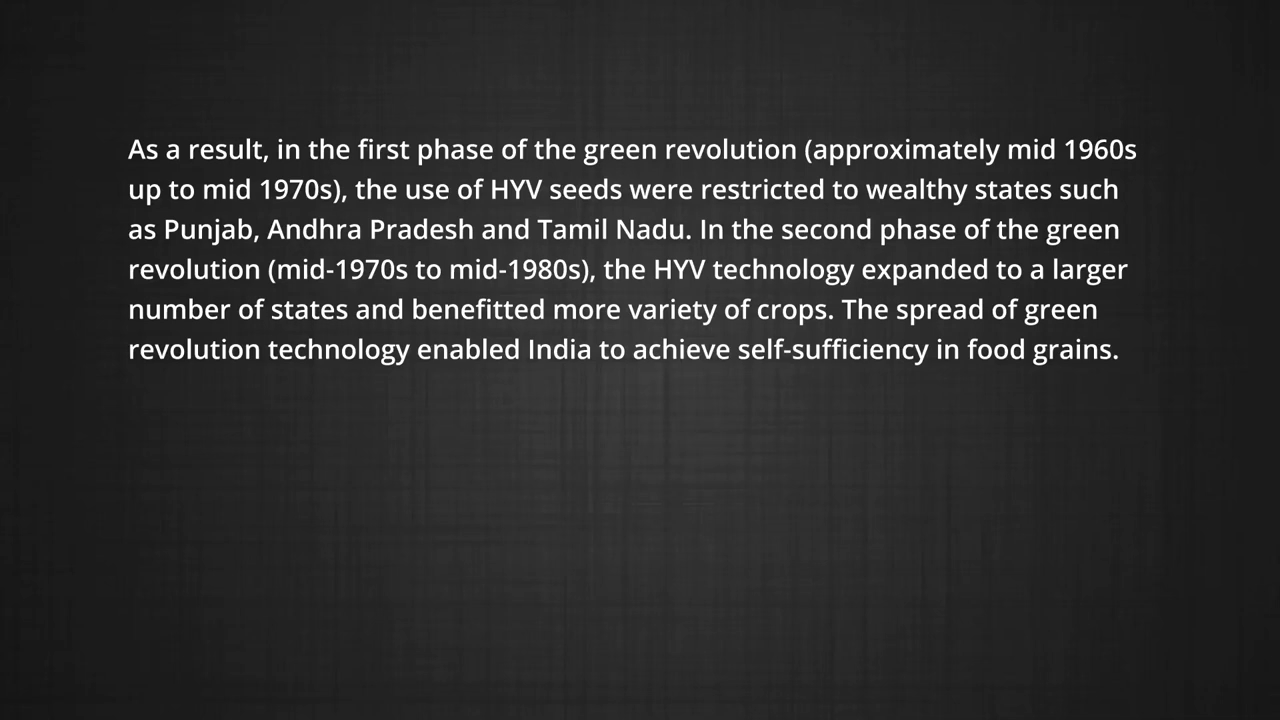 As a result, in the first phase of the green revolution (approximately mid 1960s
up to mid 1970s), the use of HYV seeds were restricted to wealthy states such
as Punjab, Andhra Pradesh and Tamil Nadu. In the second phase of the green
revolution (mid-1970s to mid-1980s), the HYV technology expanded to a larger
number of states and benefitted more variety of crops. The spread of green
revolution technology enabled India to achieve self-sufficiency in food grains.